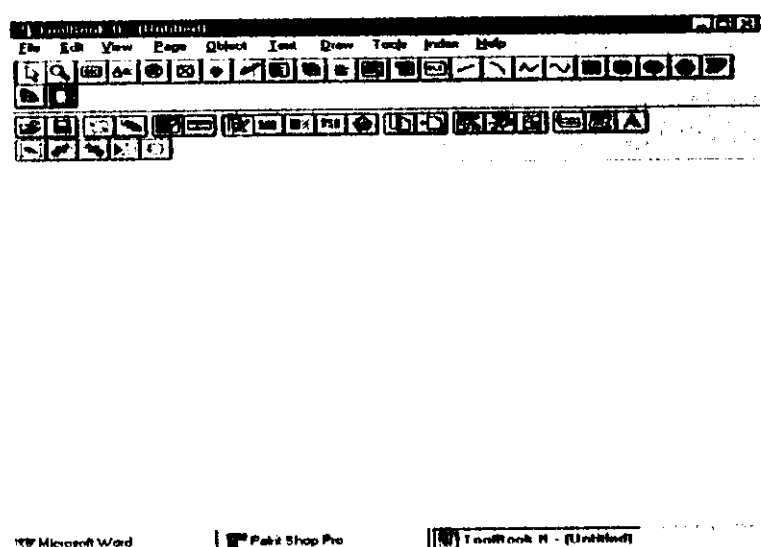 ToolBook II - [Untitled]
File Edit View Page Object Text Draw Tools Index Help
Microsoft Word Paint Shop Pro ToolBook II - [Untitled]